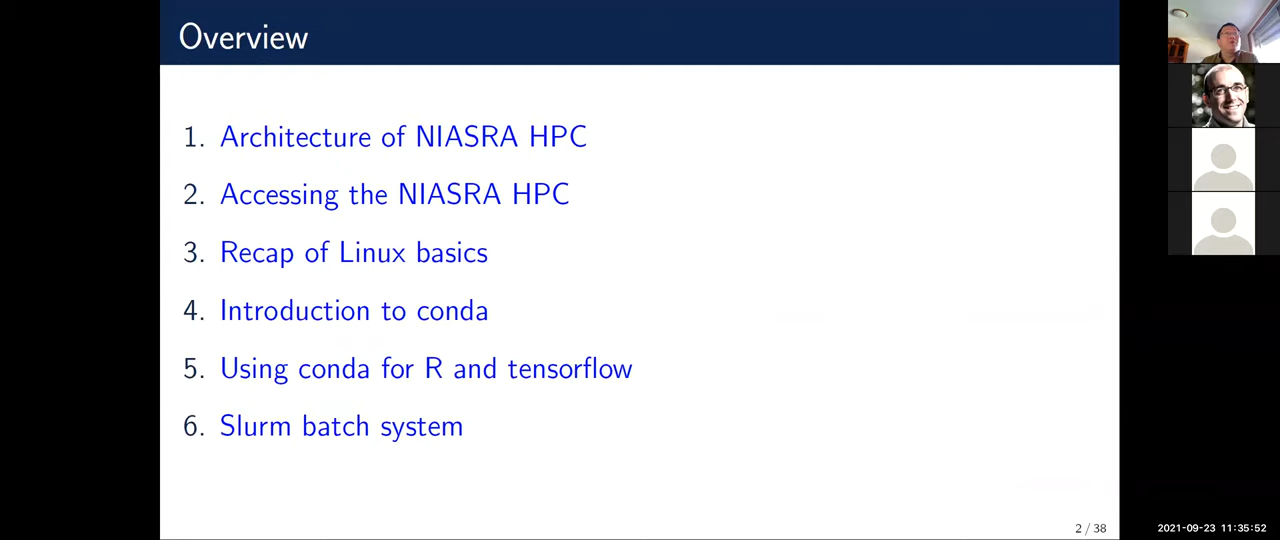 Overview
1. Architecture of NIASRA HPC
2. Accessing the NIASRA HPC
3. Recap of Linux basics
4. Introduction to conda
5. Using conda for R and tensorflow
6. Slurm batch system
2 / 38
2021-09-23 11:35:52